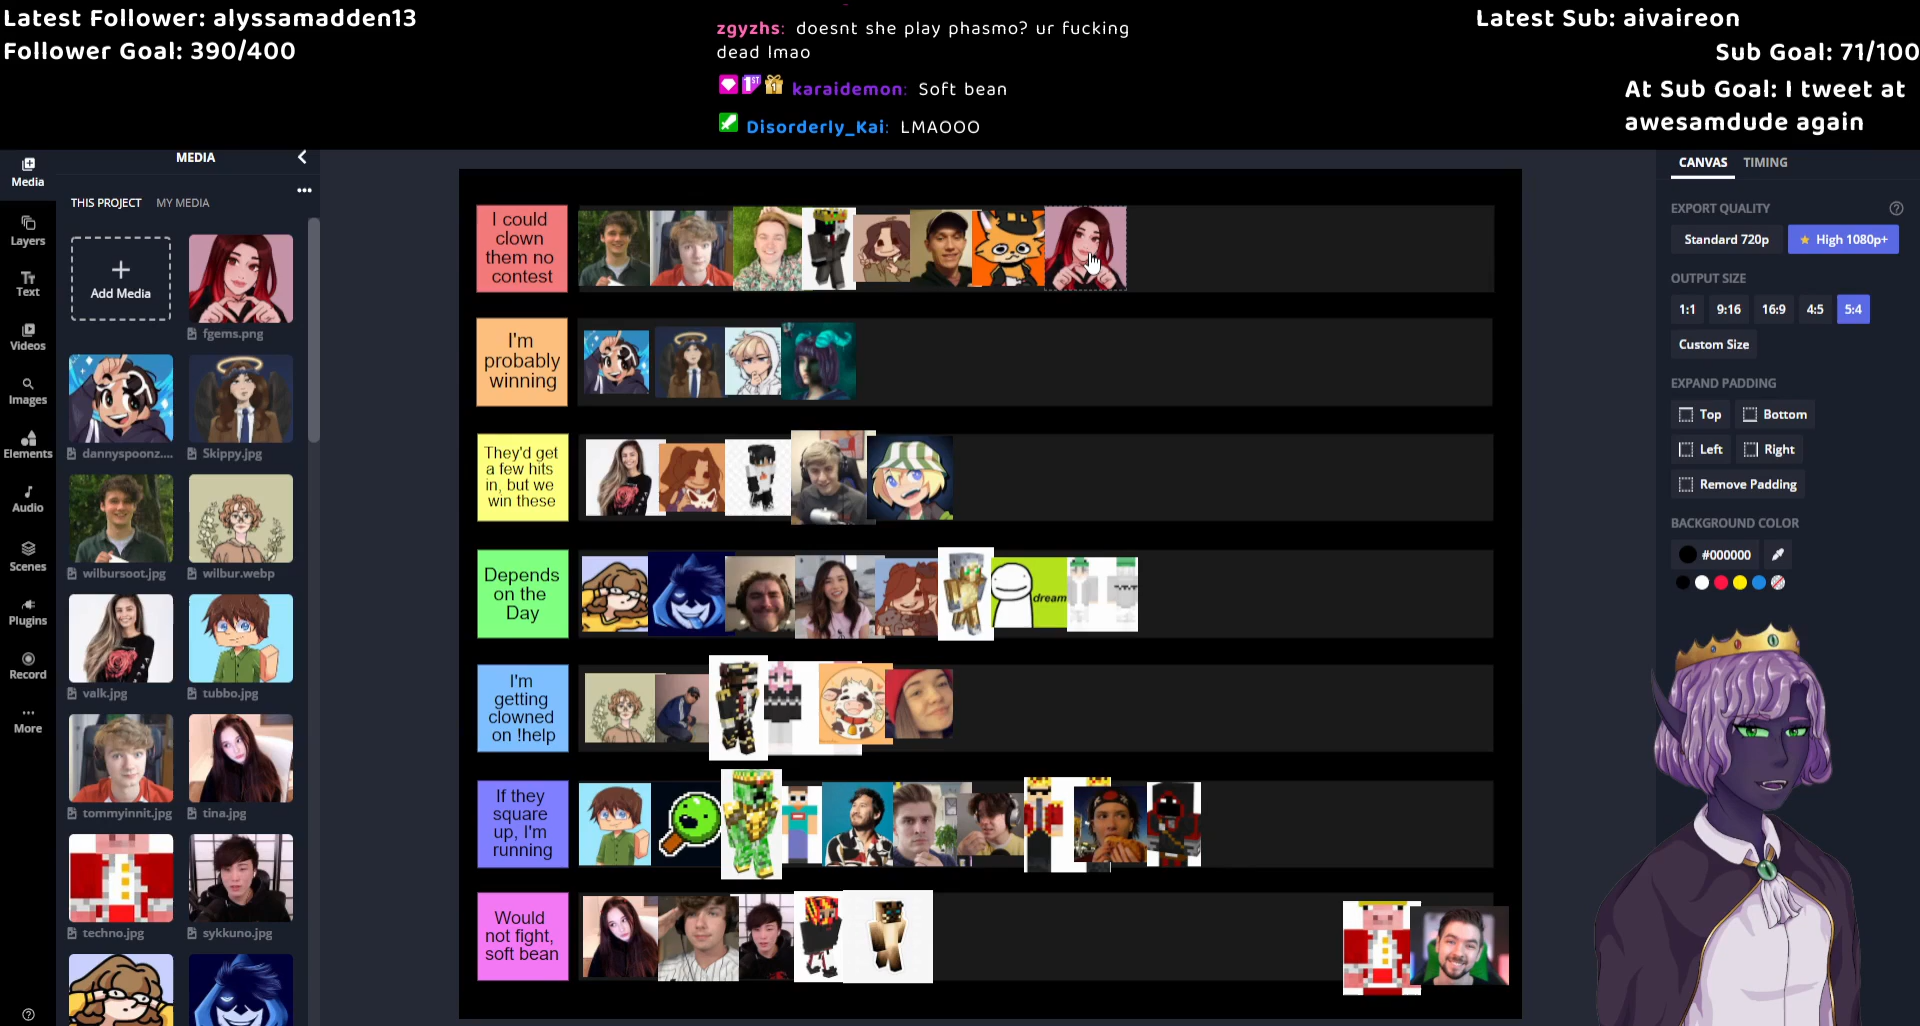 Latest Follower: alyssamadden13
Follower Goal: 390/400
zgyzhs: doesnt she play phasmo? ur fucking
dead lmao
1ST 1 karaidemon: Soft bean
Disorderly_Kai: LMAOOO
Latest Sub: aivaireon
Sub Goal: 71/100
At Sub Goal: I tweet at
awesamdude again
Media
Layers
Text
Videos
Images
Elements
Audio
Scenes
Plugins
Record
More
MEDIA
THIS PROJECT MY MEDIA
Add Media
fgems.png
dannyspoonz....
Skippy.jpg
wilbursoot.jpg
wilbur.webp
valk.jpg
tubbo.jpg
tommyinnit.jpg
tina.jpg
techno.jpg
sykkuno.jpg
I could
clown
them no
contest
I'm
probably
winning
They'd get
a few hits
in, but we
win these
Depends
on the
Day
dream
I'm
getting
clowned
on !help
If they
square
up, I'm
running
Would
not fight,
soft bean
CANVAS TIMING
EXPORT QUALITY
Standard 720p
High 1080p+
OUTPUT SIZE
1:1 9:16 16:9 4:5 5:4
Custom Size
EXPAND PADDING
Top Bottom
Left Right
Remove Padding
BACKGROUND COLOR
#000000